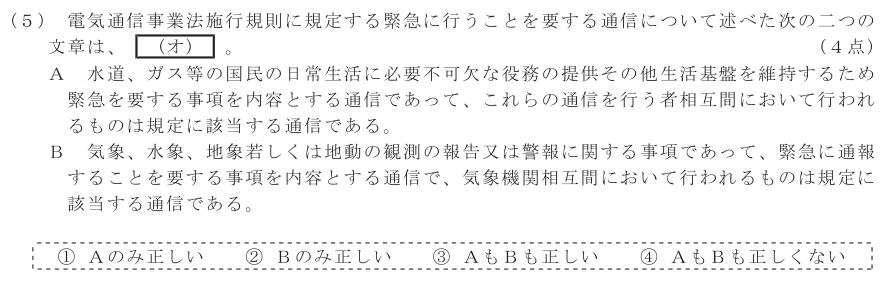 (５) 電気通信事業法施行規則に規定する緊急に行うことを要する通信について述べた次の二つの
文章は、 (オ) 。 (４点)
Ａ 水道、ガス等の国民の日常生活に必要不可欠な役務の提供その他生活基盤を維持するため
緊急を要する事項を内容とする通信であって、これらの通信を行う者相互間において行われ
るものは規定に該当する通信である。
Ｂ 気象、水象、地象若しくは地動の観測の報告又は警報に関する事項であって、緊急に通報
することを要する事項を内容とする通信で、気象機関相互間において行われるものは規定に
該当する通信である。
① Ａのみ正しい ② Ｂのみ正しい ③ ＡもＢも正しい ④ ＡもＢも正しくない